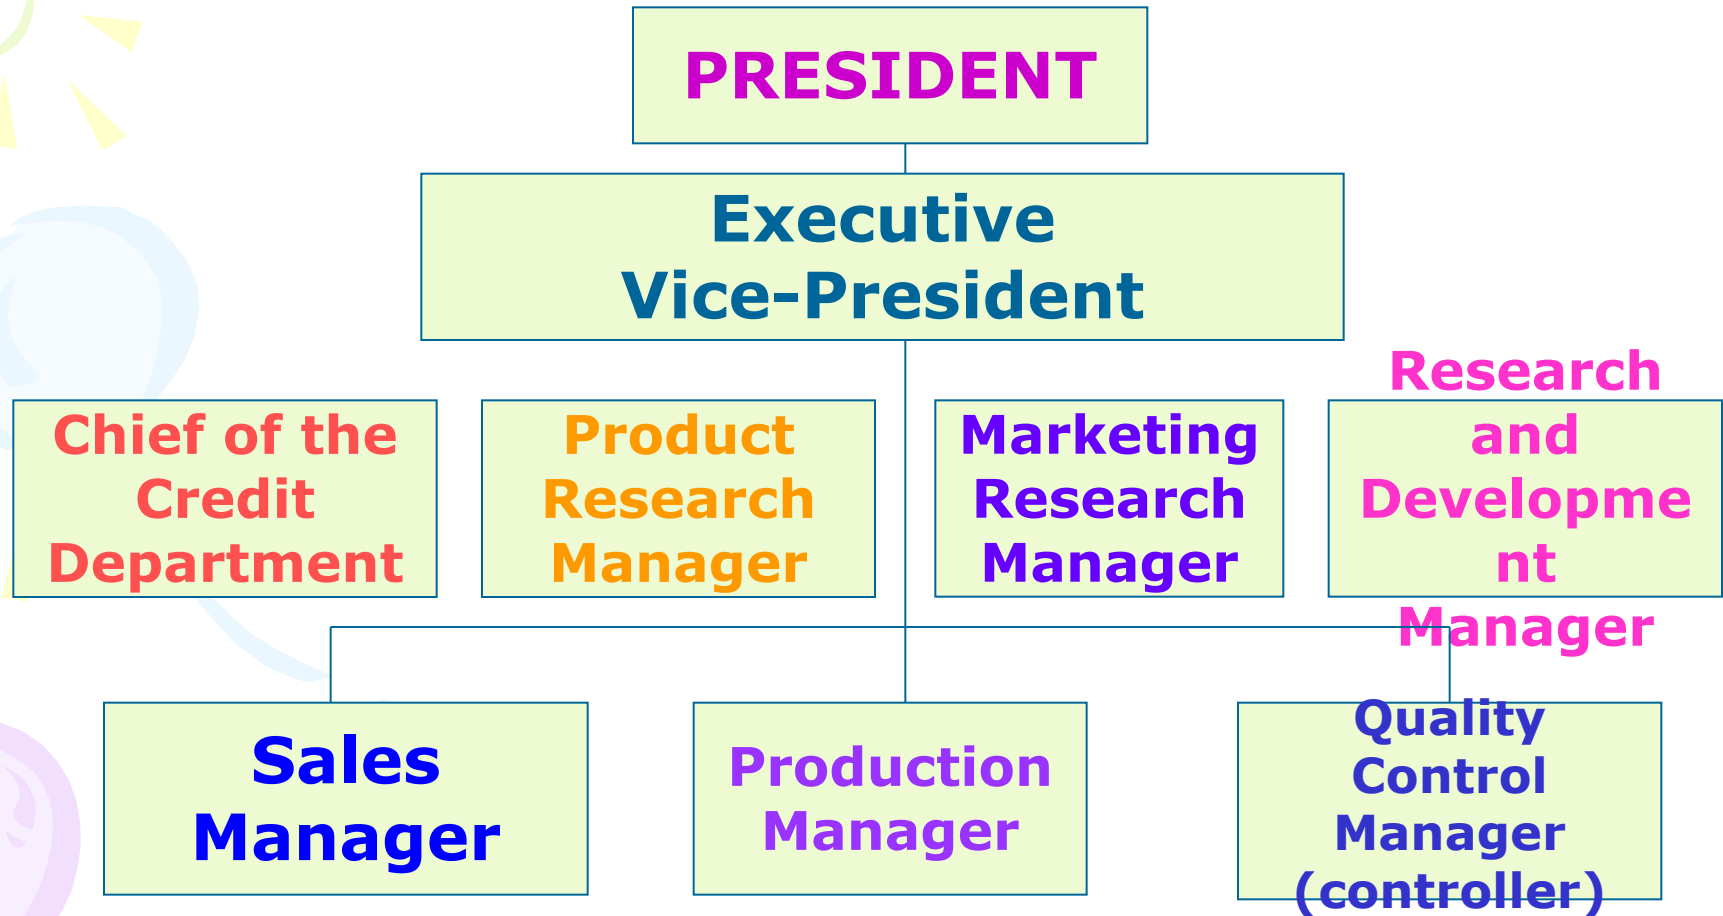 PRESIDENT
Executive
Vice-President
Chief of the
Credit
Department
Product
Research
Manager
Marketing
Research
Manager
Research
and
Developme
nt
Manager
Sales
Manager
Production
Manager
Quality
Control
Manager
(controller)